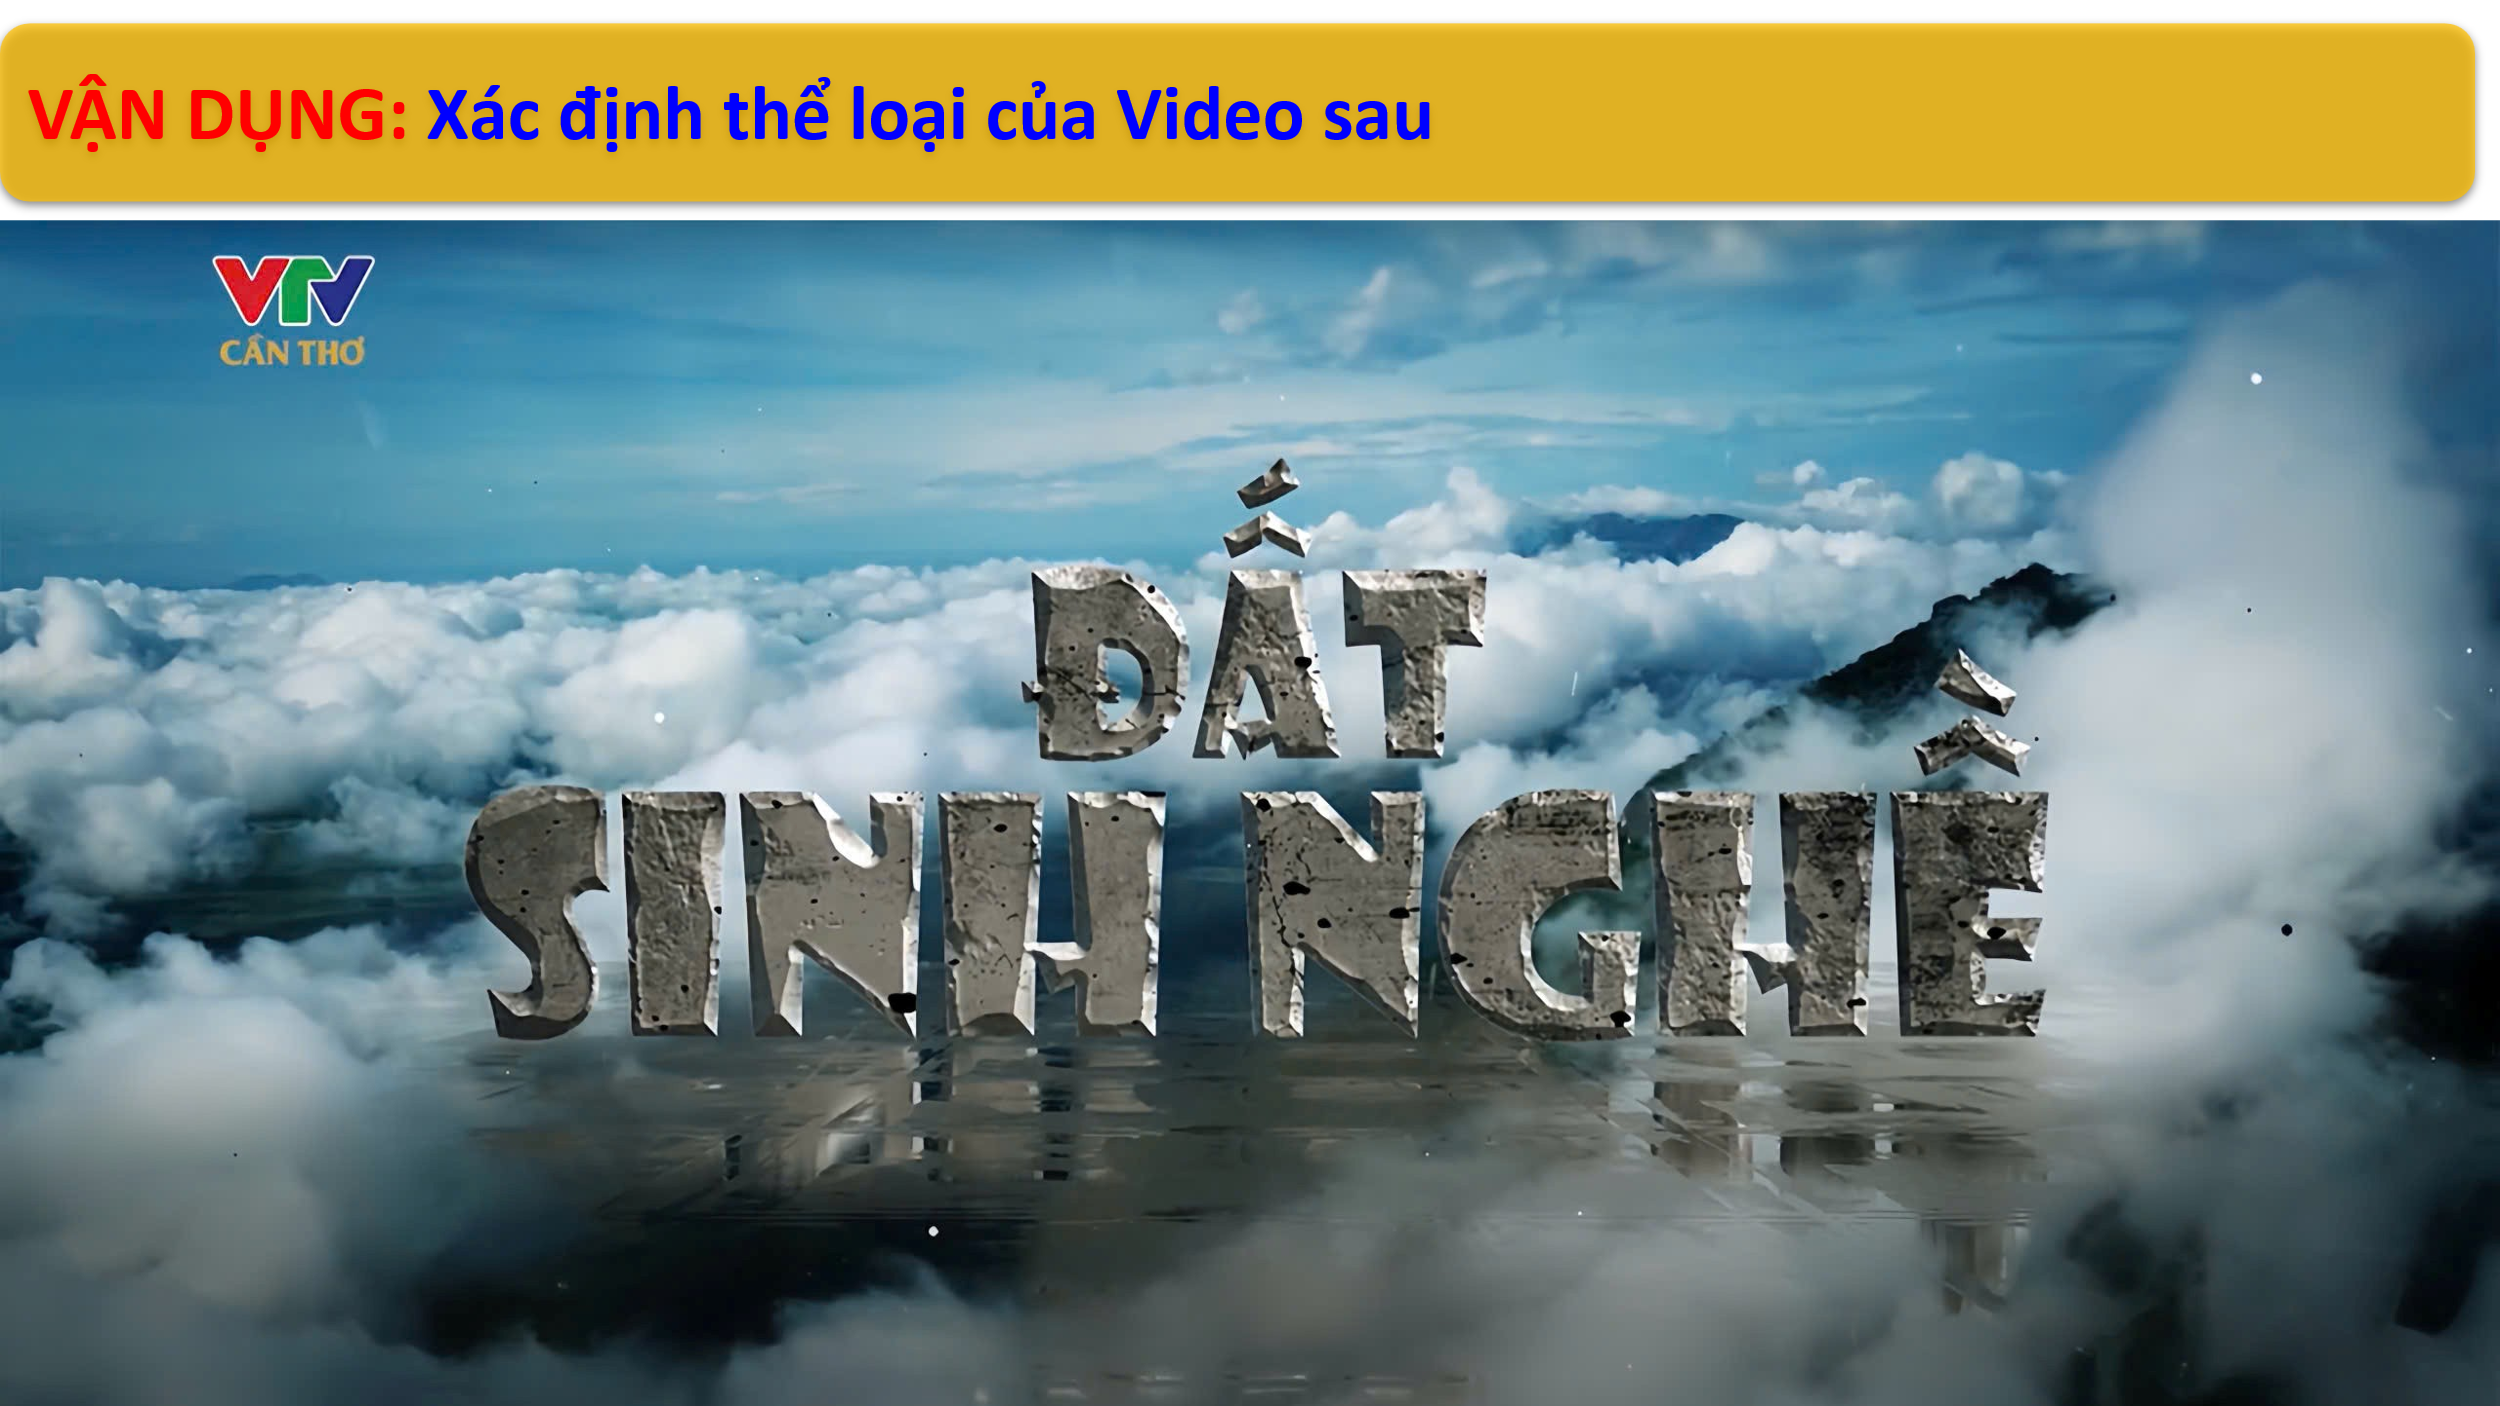 VẬN DỤNG: Xác định thể loại của Video sau
VTV
CẦN THƠ
ĐẤT
SINH NGHỀ